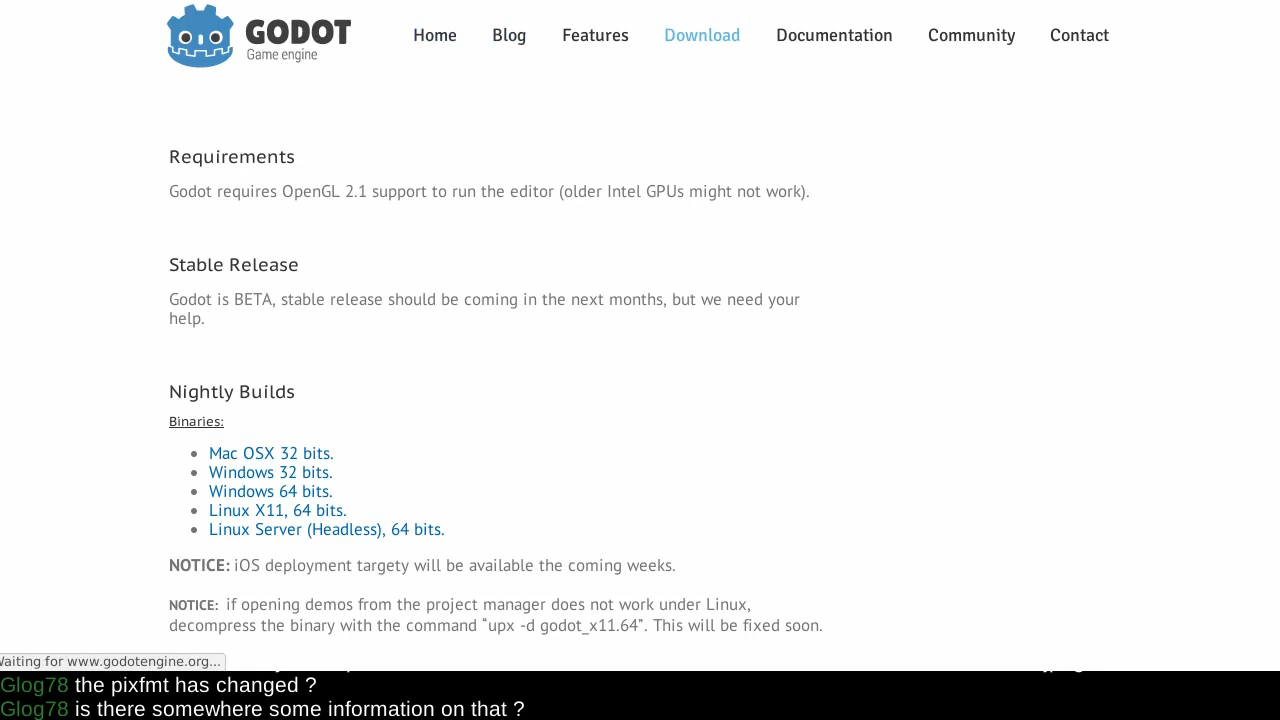 GODOT
Game engine
Home Blog Features Download Documentation Community Contact
Requirements
Godot requires OpenGL 2.1 support to run the editor (older Intel GPUs might not work).
Stable Release
Godot is BETA, stable release should be coming in the next months, but we need your
help.
Nightly Builds
Binaries:
Mac OSX 32 bits.
Windows 32 bits.
Windows 64 bits.
Linux X11, 64 bits.
Linux Server (Headless), 64 bits.
NOTICE: iOS deployment targety will be available the coming weeks.
NOTICE: if opening demos from the project manager does not work under Linux,
decompress the binary with the command “upx -d godot_x11.64”. This will be fixed soon.
Waiting for www.godotengine.org...
Glog78 the pixfmt has changed ?
Glog78 is there somewhere some information on that ?